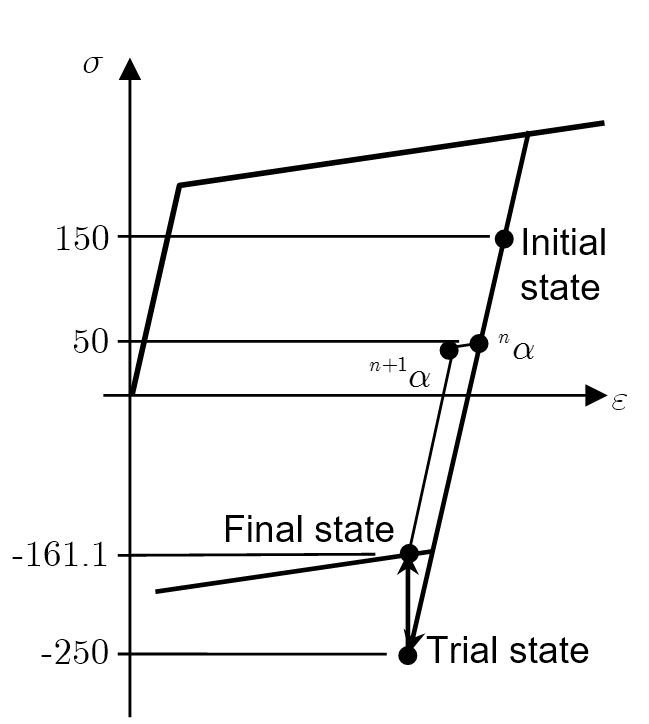 σ
150
Initial
state
50
ⁿα
ⁿ⁺¹α
ε
Final state
-161.1
-250
Trial state